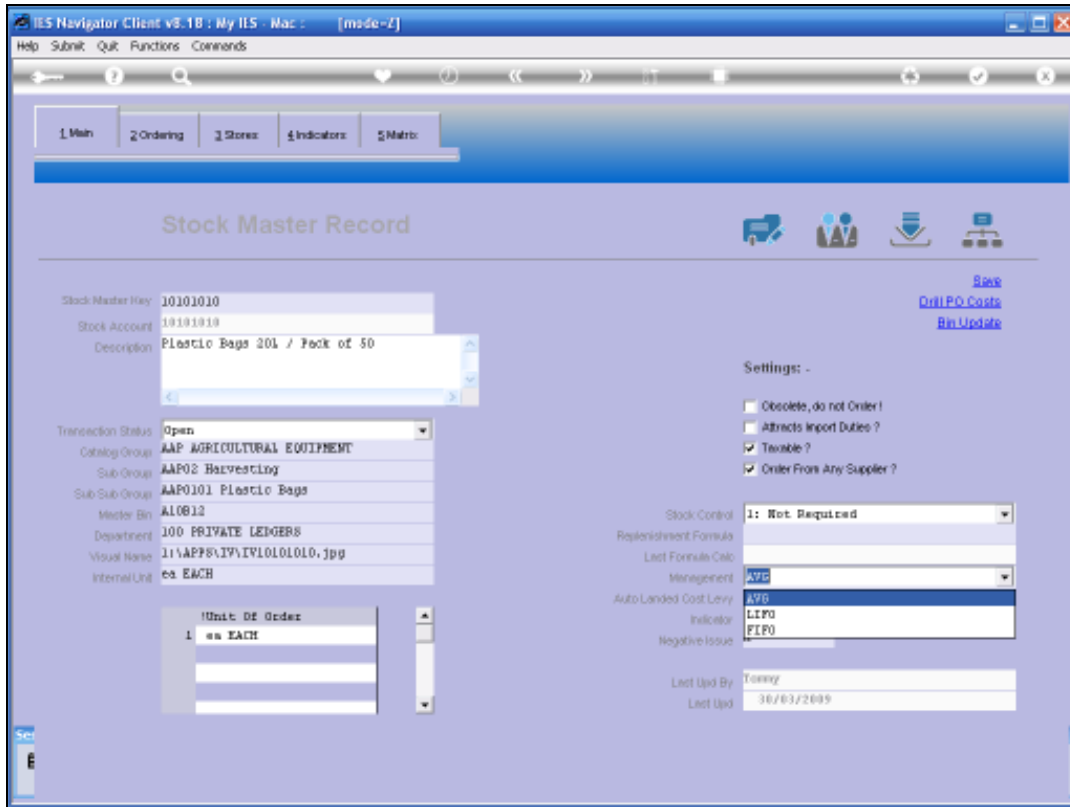 IES Navigator Client v8.1B : My IES - Mac : [mode=Z]
Help Submit Quit Functions Commands
1 Main 2 Ordering 3 Stores 4 Indicators 5 Matrix
Stock Master Record
Save
Drill PO Costs
Bin Update
Stock Master Key 10101010
Stock Account 10101010
Description Plastic Bags 20L / Pack of 50
Settings: -
Obsolete, do not Order !
Attracts Import Duties ?
Taxable ?
Order From Any Supplier ?
Transaction Status Open
Catalog Group AAP AGRICULTURAL EQUIPMENT
Sub Group AAP02 Harvesting
Sub Sub Group AAP0101 Plastic Bags
Master Bin A10B12
Department 100 PRIVATE LEDGERS
Visual Name 1:\APPS\IV\IV10101010.jpg
Internal Unit ea EACH
Stock Control 1: Not Required
Replenishment Formula
Last Formula Calc
Management AVG
Auto Landed Cost Levy AVG
Indicator LIFO
FIFO
Negative Issue
!Unit Of Order
1 ea EACH
Last Upd By Tommy
Last Upd 30/03/2009